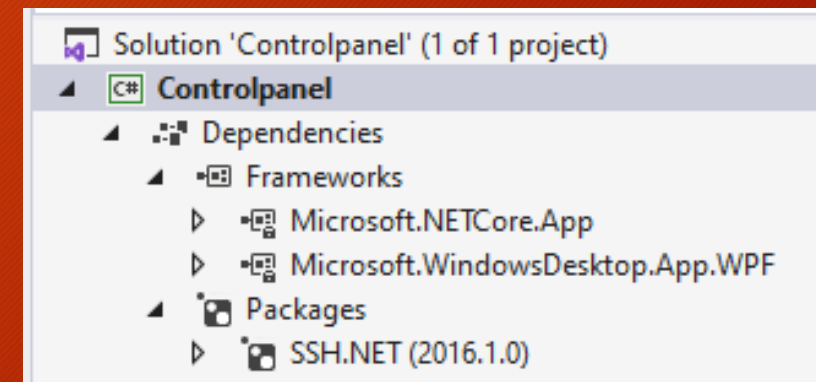 Solution 'Controlpanel' (1 of 1 project)
C# Controlpanel
Dependencies
Frameworks
Microsoft.NETCore.App
Microsoft.WindowsDesktop.App.WPF
Packages
SSH.NET (2016.1.0)